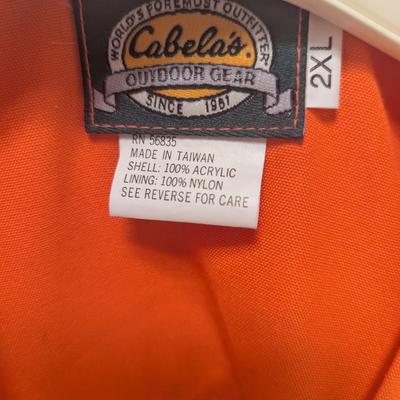 WORLD'S FOREMOST OUTFITTER
Cabela's
OUTDOOR GEAR
SINCE 1961
2XL
RN 56835
MADE IN TAIWAN
SHELL: 100% ACRYLIC
LINING: 100% NYLON
SEE REVERSE FOR CARE